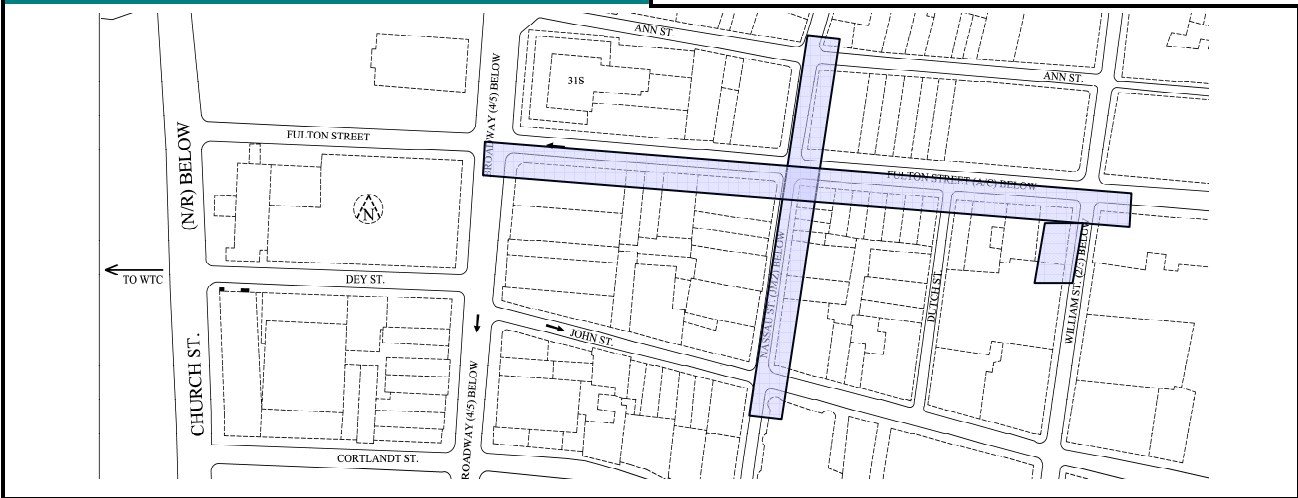 ANN ST.
ANN ST.
31S
BROADWAY (4/5) BELOW
FULTON STREET
FULTON STREET (A/C) BELOW
(N/R) BELOW
N
DEY ST.
TO WTC
CHURCH ST.
JOHN ST.
NASSAU ST. (J/M/Z) BELOW
DUTCH ST.
WILLIAM ST. (2/3) BELOW
ROADWAY (4/5) BELOW
CORTLANDT ST.